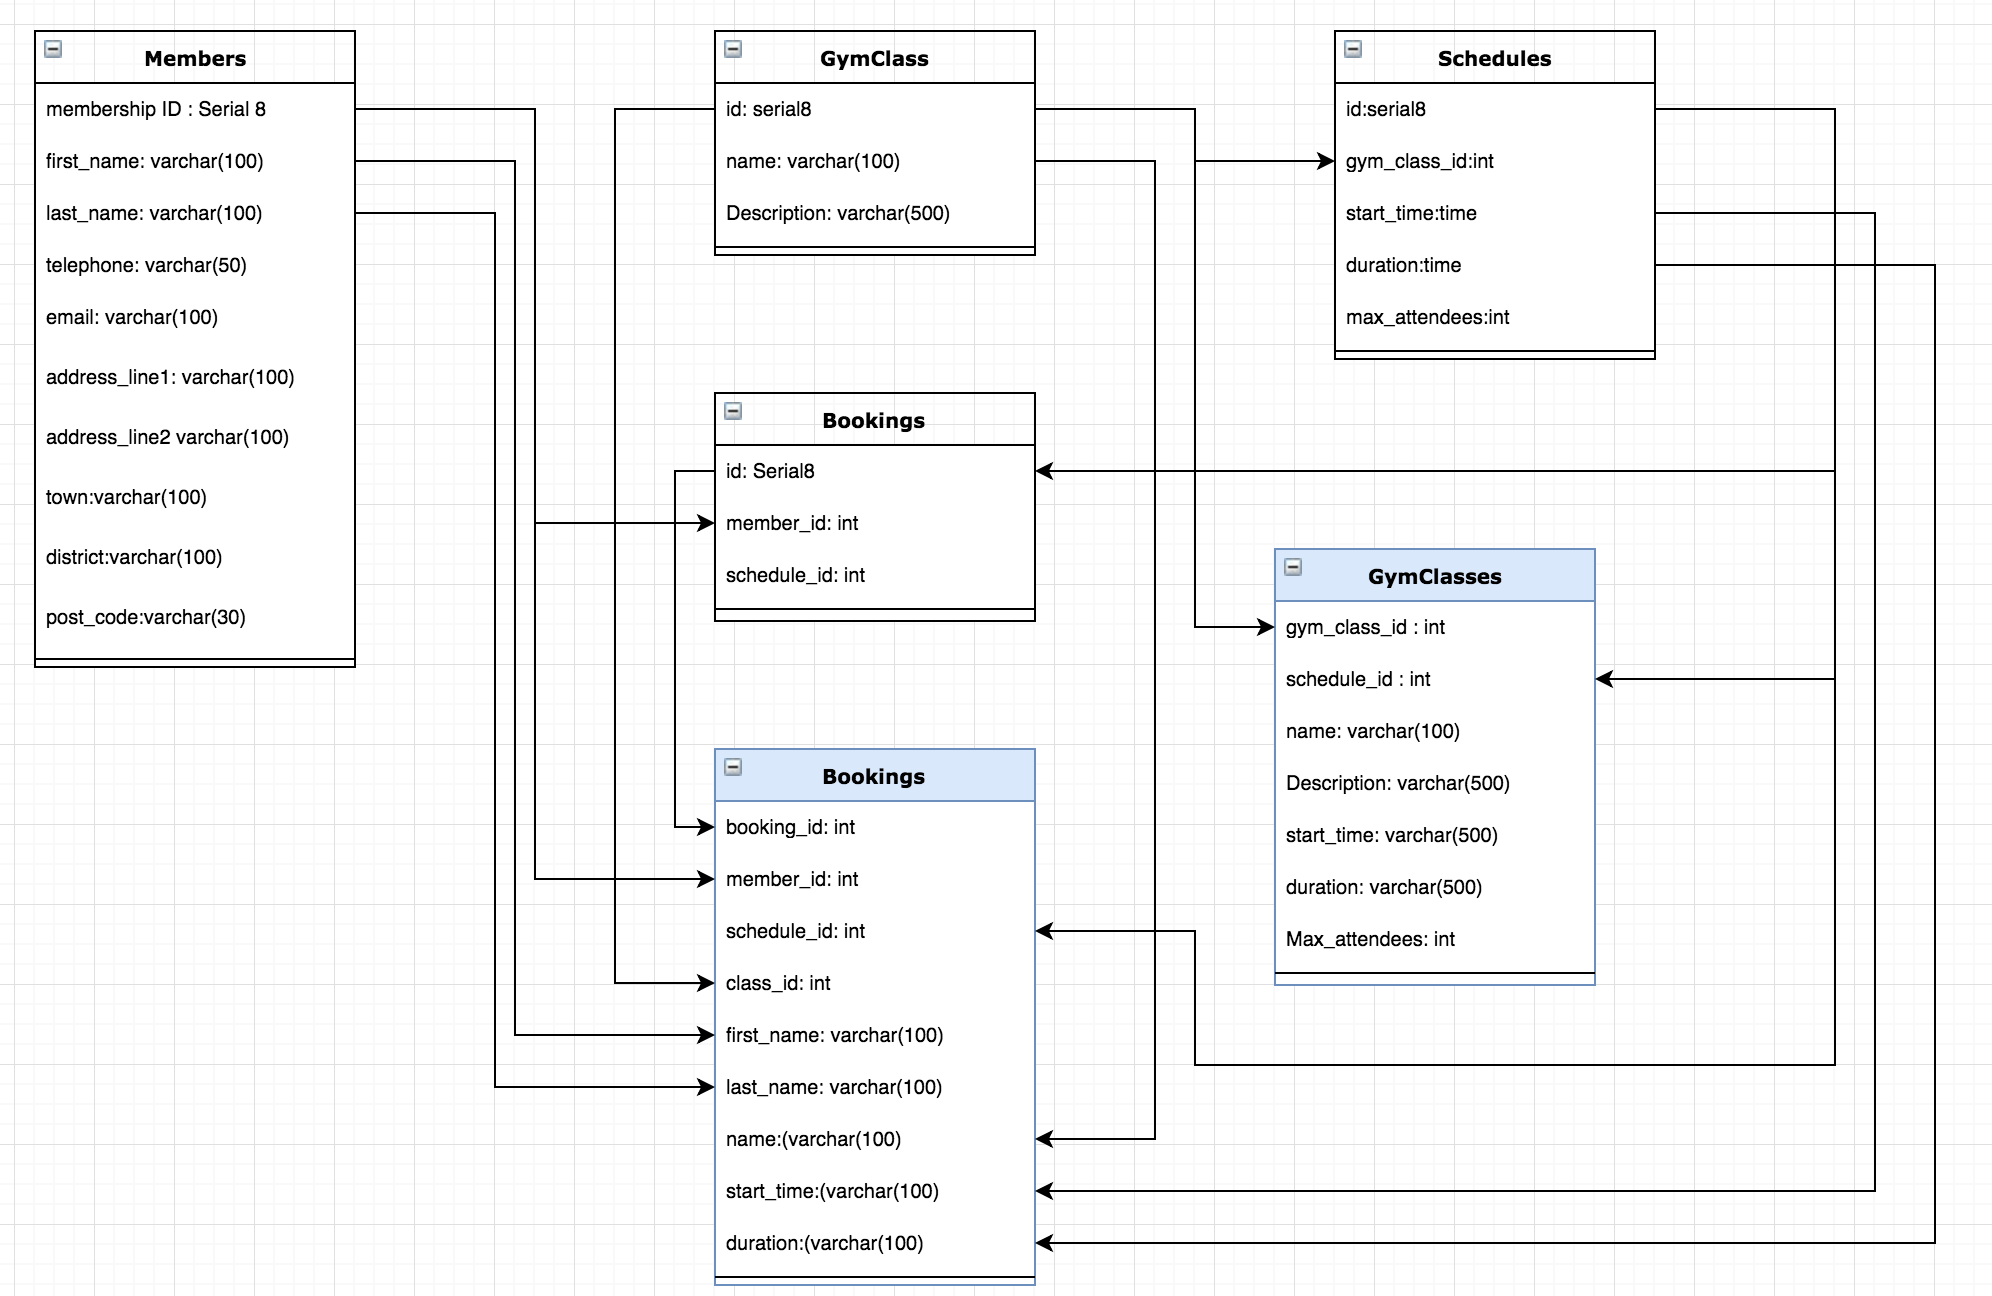 Members
membership ID : Serial 8
first_name: varchar(100)
last_name: varchar(100)
telephone: varchar(50)
email: varchar(100)
address_line1: varchar(100)
address_line2 varchar(100)
town:varchar(100)
district:varchar(100)
post_code:varchar(30)
GymClass
id: serial8
name: varchar(100)
Description: varchar(500)
Schedules
id:serial8
gym_class_id:int
start_time:time
duration:time
max_attendees:int
Bookings
id: Serial8
member_id: int
schedule_id: int
GymClasses
gym_class_id : int
schedule_id : int
name: varchar(100)
Description: varchar(500)
start_time: varchar(500)
duration: varchar(500)
Max_attendees: int
Bookings
booking_id: int
member_id: int
schedule_id: int
class_id: int
first_name: varchar(100)
last_name: varchar(100)
name:(varchar(100)
start_time:(varchar(100)
duration:(varchar(100)